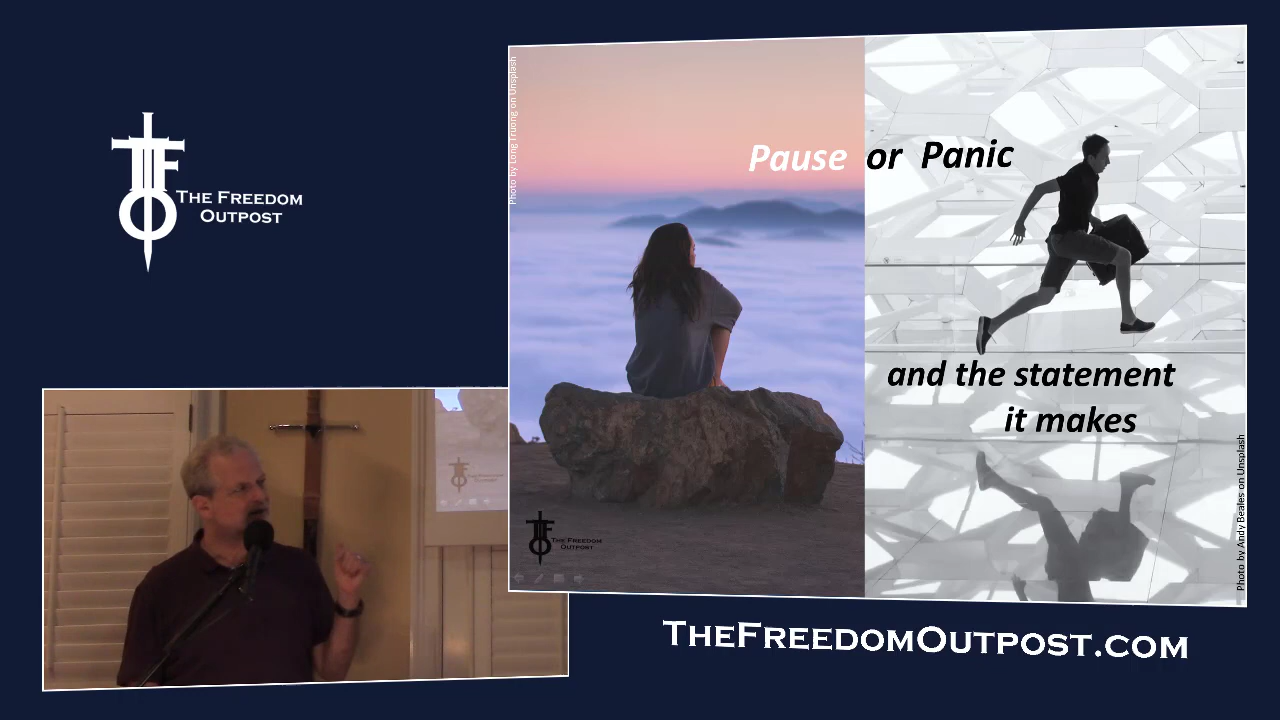 The Freedom
Outpost
Photo by Long Truong on Unsplash
Pause or Panic
and the statement
it makes
Photo by Andy Beales on Unsplash
The Freedom
Outpost
TheFreedomOutpost.com